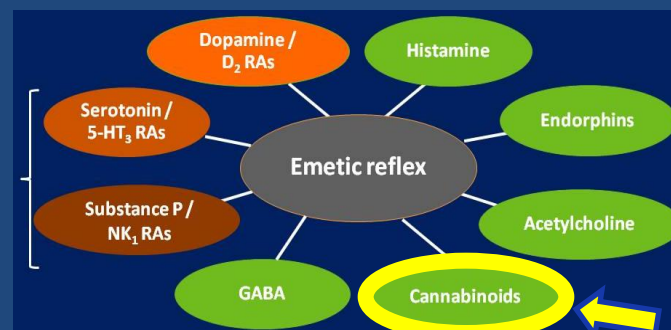 Dopamine /
D₂ RAs
Histamine
Serotonin /
5-HT₃ RAs
Endorphins
Emetic reflex
Substance P /
NK₁ RAs
Acetylcholine
GABA
Cannabinoids